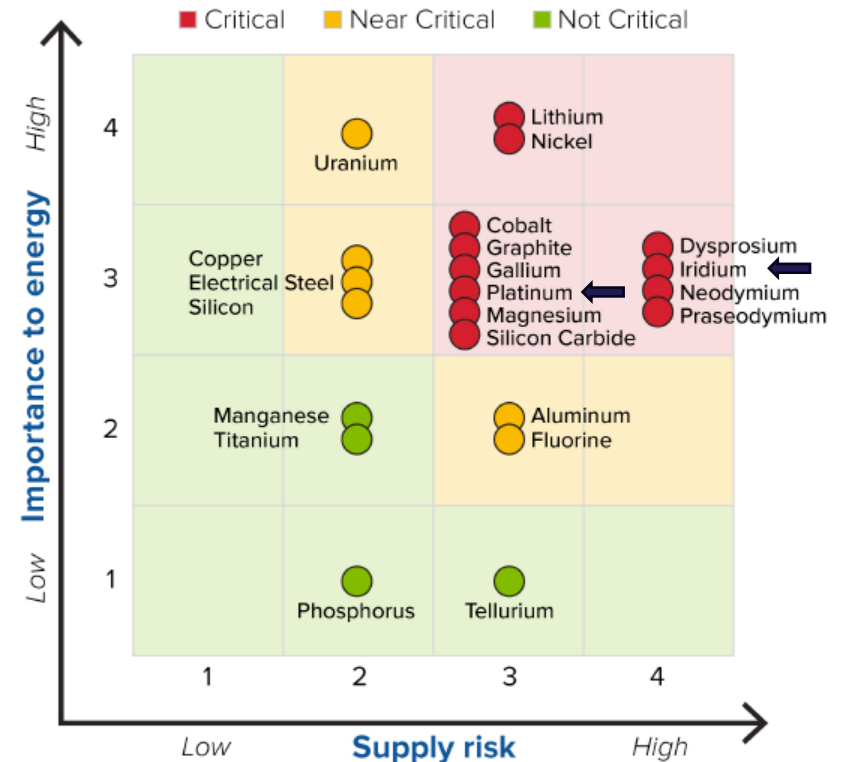 Critical Near Critical Not Critical
High
Importance to energy
Low
4
3
2
1
Uranium
Lithium
Nickel
Copper
Electrical Steel
Silicon
Cobalt
Graphite
Gallium
Platinum
Magnesium
Silicon Carbide
Dysprosium
Iridium
Neodymium
Praseodymium
Manganese
Titanium
Aluminum
Fluorine
Phosphorus
Tellurium
1 2 3 4
Low Supply risk High